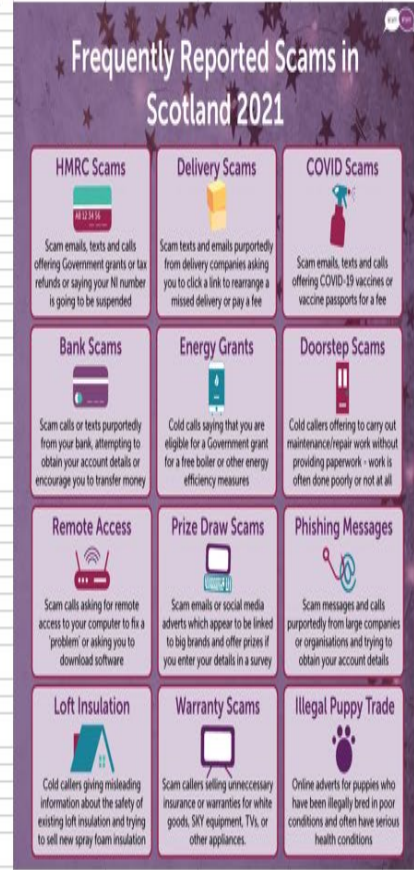 Frequently Reported Scams in
Scotland 2021
HMRC Scams
AB 12 34 56
Scam emails, texts and calls
offering Government grants or tax
refunds or saying your NI number
is going to be suspended
Delivery Scams
Scam texts and emails purportedly
from delivery companies asking
you to click a link to rearrange a
missed delivery or pay a fee
COVID Scams
Scam emails, texts and calls
offering COVID-19 vaccines or
vaccine passports for a fee
Bank Scams
Scam calls or texts purportedly
from your bank, attempting to
obtain your account details or
encourage you to transfer money
Energy Grants
Cold calls saying that you are
eligible for a Government grant
for a free boiler or other energy
efficiency measures
Doorstep Scams
Cold callers offering to carry out
maintenance/repair work without
providing paperwork - work is
often done poorly or not at all
Remote Access
Scam calls asking for remote
access to your computer to fix a
'problem' or asking you to
download software
Prize Draw Scams
Scam emails or social media
adverts which appear to be linked
to big brands and offer prizes if
you enter your details in a survey
Phishing Messages
Scam messages and calls
purportedly from large companies
or organisations and trying to
obtain your account details
Loft Insulation
Cold callers giving misleading
information about the safety of
existing loft insulation and trying
to sell new spray foam insulation
Warranty Scams
Scam callers selling unneccessary
insurance or warranties for white
goods, SKY equipment, TVs, or
other appliances.
Illegal Puppy Trade
Online adverts for puppies who
have been illegally bred in poor
conditions and often have serious
health conditions